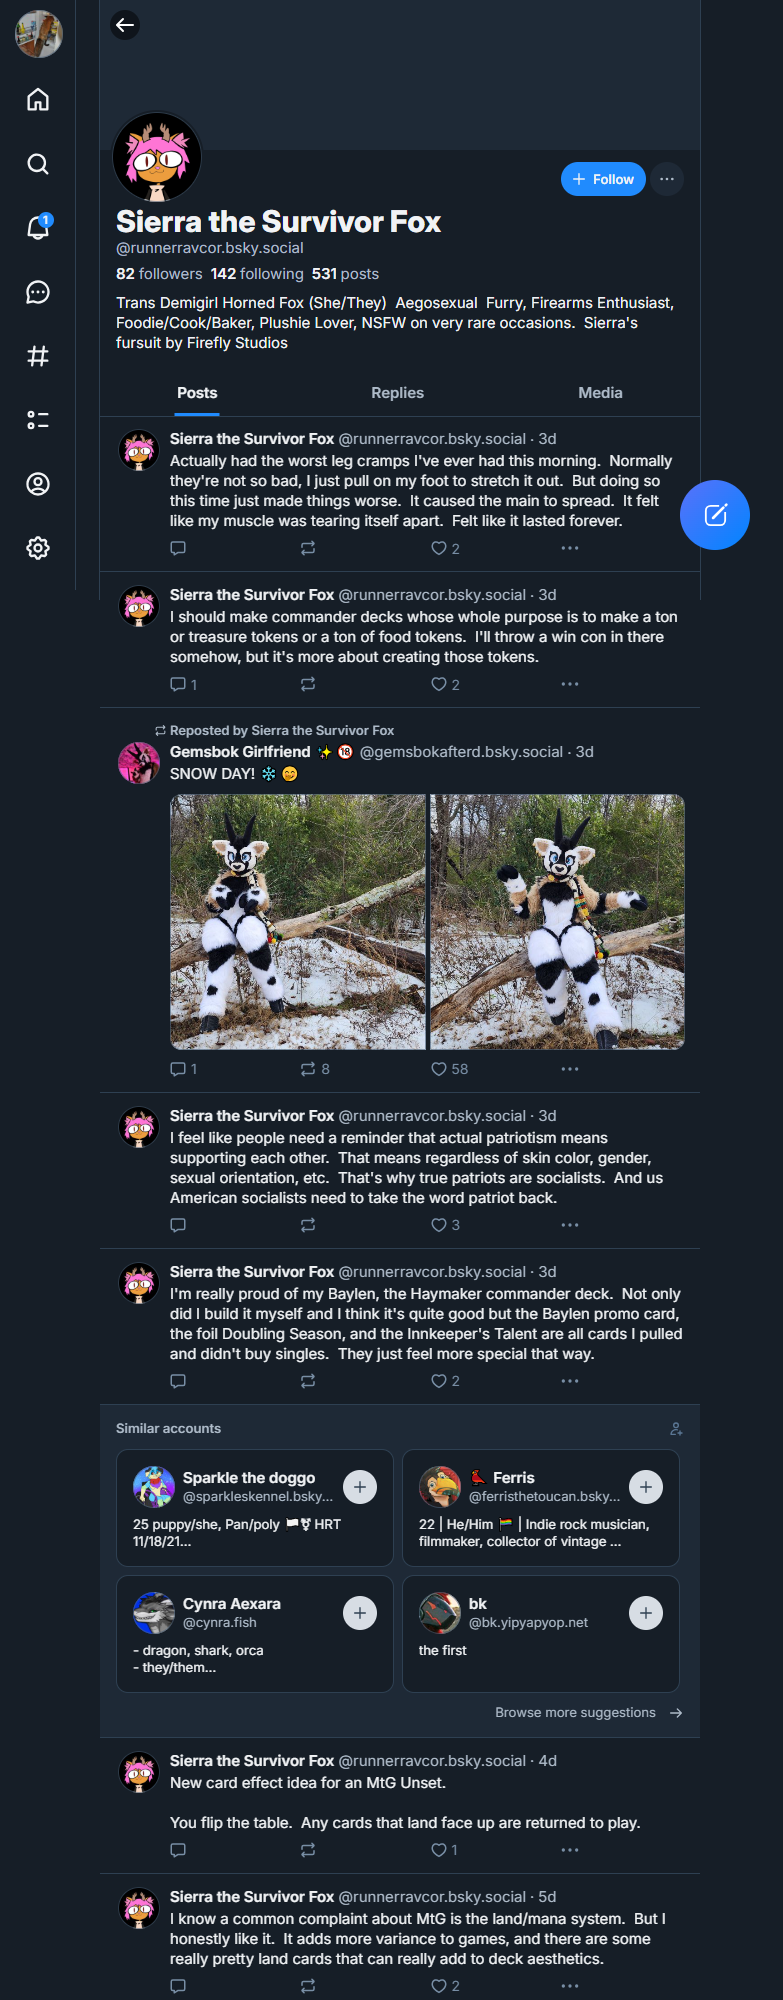 1
+ Follow
Sierra the Survivor Fox
@runnerravcor.bsky.social
82 followers 142 following 531 posts
Trans Demigirl Horned Fox (She/They) Aegosexual Furry, Firearms Enthusiast,
Foodie/Cook/Baker, Plushie Lover, NSFW on very rare occasions. Sierra's
fursuit by Firefly Studios
Posts Replies Media
Sierra the Survivor Fox @runnerravcor.bsky.social · 3d
Actually had the worst leg cramps I've ever had this morning. Normally
they're not so bad, I just pull on my foot to stretch it out. But doing so
this time just made things worse. It caused the main to spread. It felt
like my muscle was tearing itself apart. Felt like it lasted forever.
2
Sierra the Survivor Fox @runnerravcor.bsky.social · 3d
I should make commander decks whose whole purpose is to make a ton
or treasure tokens or a ton of food tokens. I'll throw a win con in there
somehow, but it's more about creating those tokens.
1 2
Reposted by Sierra the Survivor Fox
Gemsbok Girlfriend ✨ 🔞 @gemsbokafterd.bsky.social · 3d
SNOW DAY! ❄️ 😊
1 8 58
Sierra the Survivor Fox @runnerravcor.bsky.social · 3d
I feel like people need a reminder that actual patriotism means
supporting each other. That means regardless of skin color, gender,
sexual orientation, etc. That's why true patriots are socialists. And us
American socialists need to take the word patriot back.
3
Sierra the Survivor Fox @runnerravcor.bsky.social · 3d
I'm really proud of my Baylen, the Haymaker commander deck. Not only
did I build it myself and I think it's quite good but the Baylen promo card,
the foil Doubling Season, and the Innkeeper's Talent are all cards I pulled
and didn't buy singles. They just feel more special that way.
2
Similar accounts
Sparkle the doggo
@sparkleskennel.bsky...
25 puppy/she, Pan/poly 🏳️⚧ HRT
11/18/21...
🐦 Ferris
@ferristhetoucan.bsky...
22 | He/Him 🏳️‍🌈 | Indie rock musician,
filmmaker, collector of vintage ...
Cynra Aexara
@cynra.fish
- dragon, shark, orca
- they/them...
bk
@bk.yipyapyop.net
the first
Browse more suggestions →
Sierra the Survivor Fox @runnerravcor.bsky.social · 4d
New card effect idea for an MtG Unset.
You flip the table. Any cards that land face up are returned to play.
1
Sierra the Survivor Fox @runnerravcor.bsky.social · 5d
I know a common complaint about MtG is the land/mana system. But I
honestly like it. It adds more variance to games, and there are some
really pretty land cards that can really add to deck aesthetics.
2